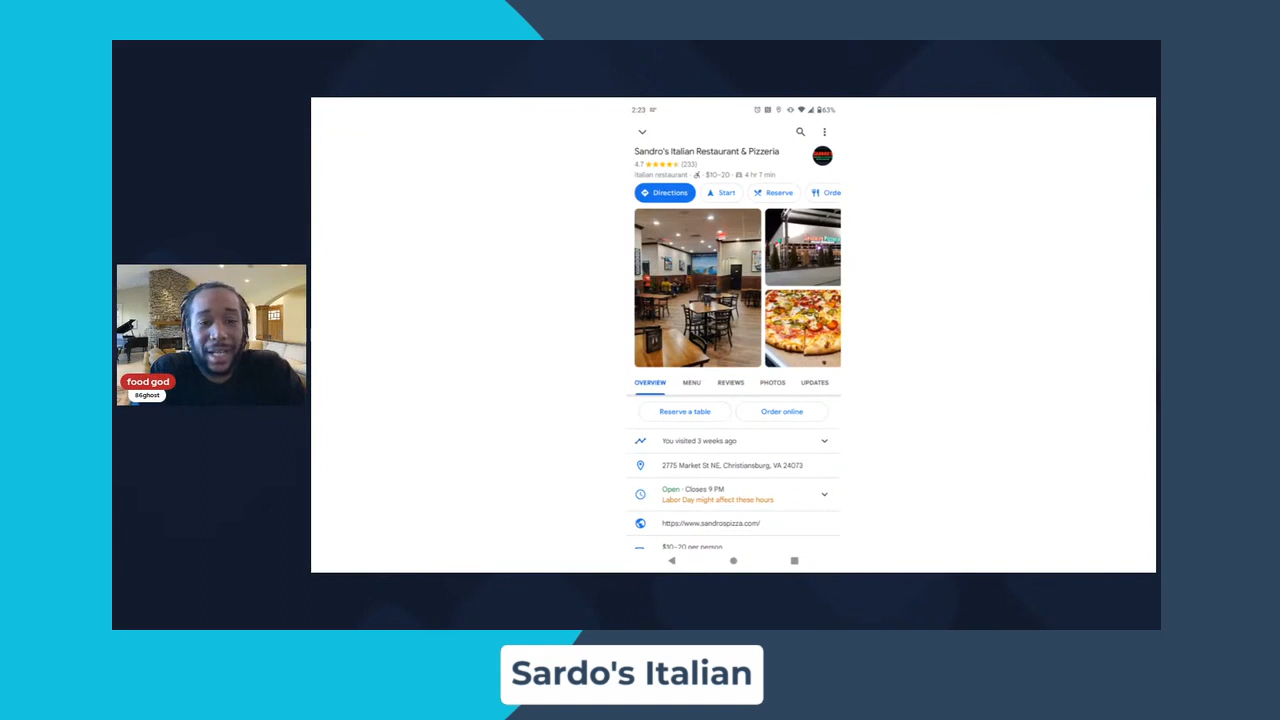 2:23
63%
Sandro's Italian Restaurant & Pizzeria
4.7 (233)
Italian restaurant · $10–20 · 4 hr 7 min
Directions
Start
Reserve
Orde
OVERVIEW
MENU
REVIEWS
PHOTOS
UPDATES
Reserve a table
Order online
You visited 3 weeks ago
2775 Market St NE, Christiansburg, VA 24073
Open · Closes 9 PM
Labor Day might affect these hours
https://www.sandrospizza.com/
$10–20 per person
food god
86ghost
Sardo's Italian